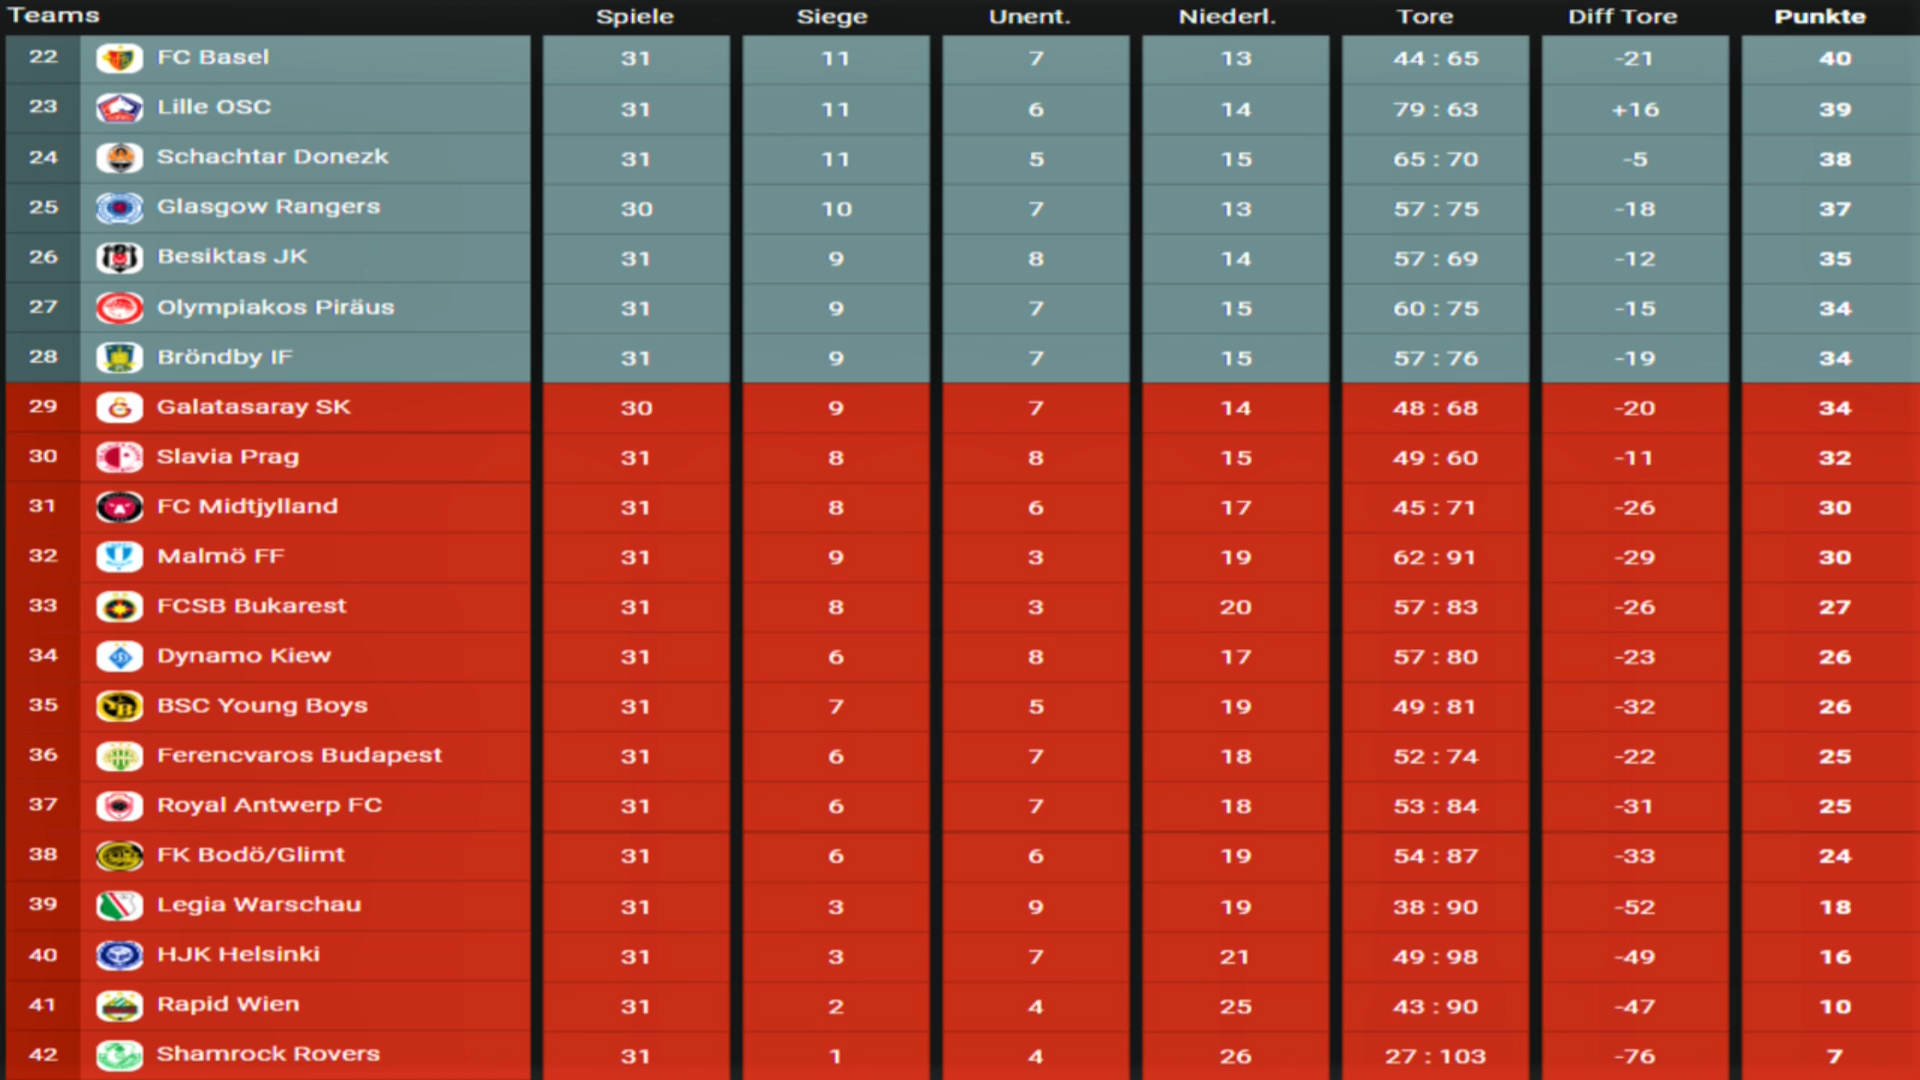 Teams Spiele Siege Unent. Niederl. Tore Diff Tore Punkte
22 FC Basel 31 11 7 13 44 : 65 -21 40
23 Lille OSC 31 11 6 14 79 : 63 +16 39
24 Schachtar Donezk 31 11 5 15 65 : 70 -5 38
25 Glasgow Rangers 30 10 7 13 57 : 75 -18 37
26 Besiktas JK 31 9 8 14 57 : 69 -12 35
27 Olympiakos Piräus 31 9 7 15 60 : 75 -15 34
28 Bröndby IF 31 9 7 15 57 : 76 -19 34
29 Galatasaray SK 30 9 7 14 48 : 68 -20 34
30 Slavia Prag 31 8 8 15 49 : 60 -11 32
31 FC Midtjylland 31 8 6 17 45 : 71 -26 30
32 Malmö FF 31 9 3 19 62 : 91 -29 30
33 FCSB Bukarest 31 8 3 20 57 : 83 -26 27
34 Dynamo Kiew 31 6 8 17 57 : 80 -23 26
35 BSC Young Boys 31 7 5 19 49 : 81 -32 26
36 Ferencvaros Budapest 31 6 7 18 52 : 74 -22 25
37 Royal Antwerp FC 31 6 7 18 53 : 84 -31 25
38 FK Bodö/Glimt 31 6 6 19 54 : 87 -33 24
39 Legia Warschau 31 3 9 19 38 : 90 -52 18
40 HJK Helsinki 31 3 7 21 49 : 98 -49 16
41 Rapid Wien 31 2 4 25 43 : 90 -47 10
42 Shamrock Rovers 31 1 4 26 27 : 103 -76 7